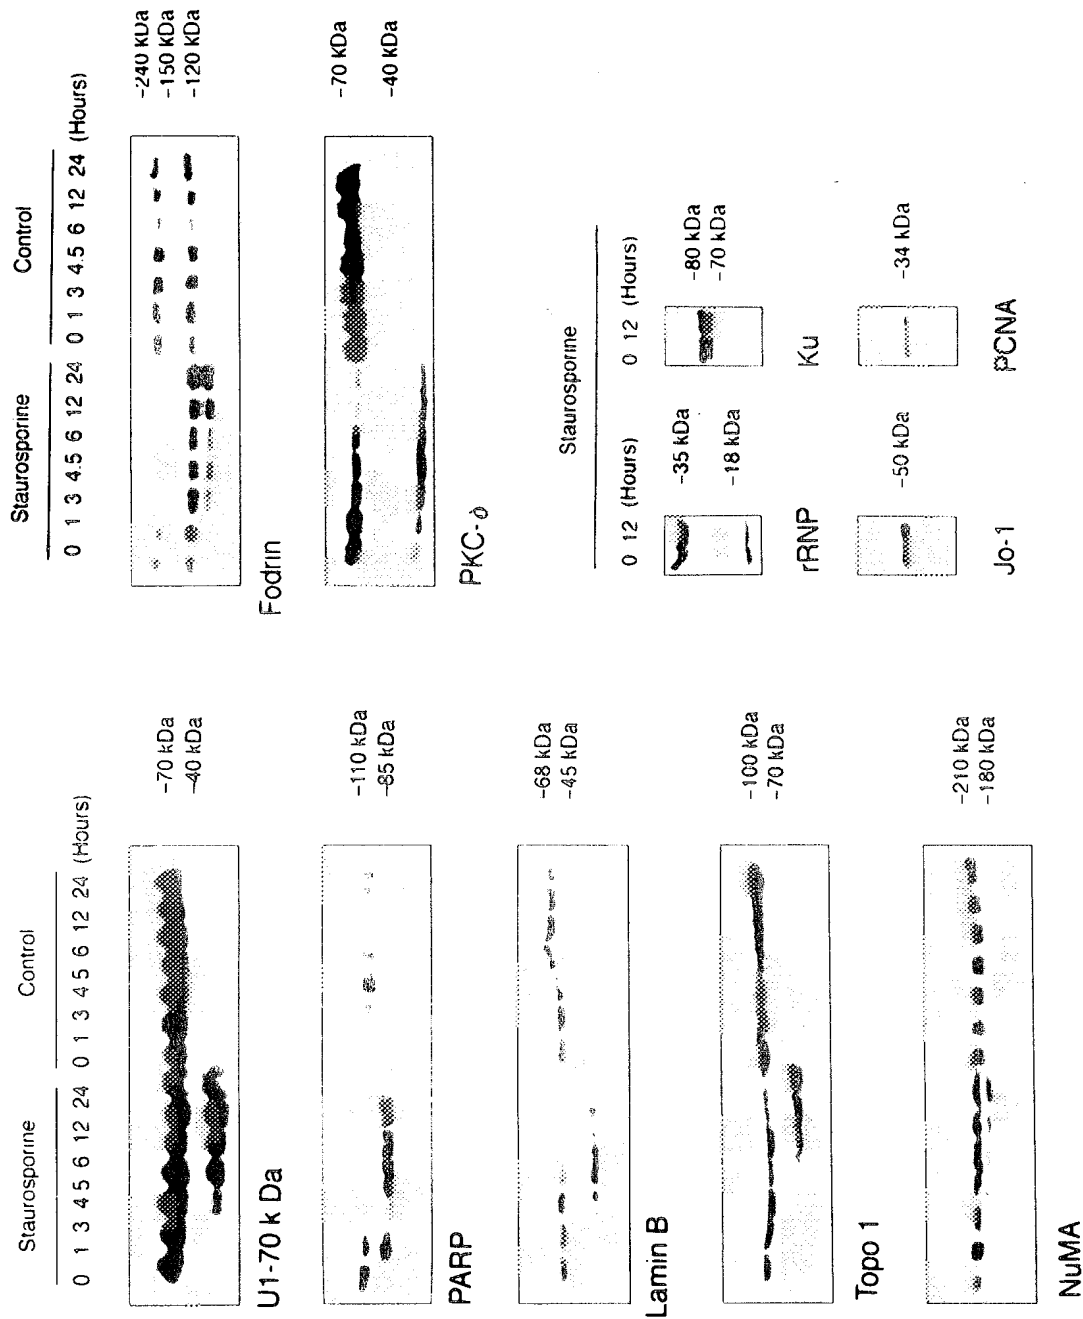 Staurosporine Control
0 1 3 4.5 6 12 24 0 1 3 4.5 6 12 24 (Hours)
-70 kDa
-40 kDa
U1-70 k Da
-110 kDa
-85 kDa
PARP
-68 kDa
-45 kDa
Lamin B
-100 kDa
-70 kDa
Topo 1
-210 kDa
-180 kDa
NuMA
Staurosporine Control
0 1 3 4.5 6 12 24 0 1 3 4.5 6 12 24 (Hours)
-240 kDa
-150 kDa
-120 kDa
Fodrin
-70 kDa
-40 kDa
PKC-δ
Staurosporine
0 12 (Hours) 0 12 (Hours)
-35 kDa
-18 kDa
rRNP
-80 kDa
-70 kDa
Ku
-50 kDa
Jo-1
-34 kDa
PCNA